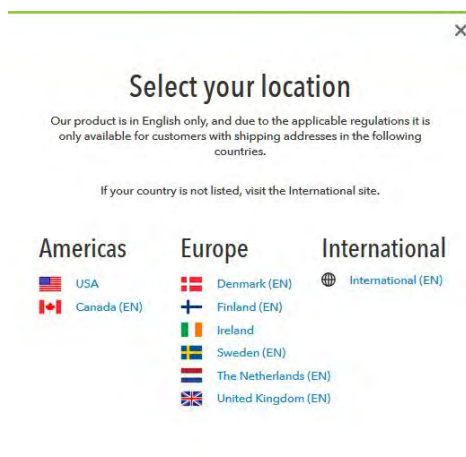 Select your location
Our product is in English only, and due to the applicable regulations it is
only available for customers with shipping addresses in the following
countries.
If your country is not listed, visit the International site.
Americas
USA
Canada (EN)
Europe
Denmark (EN)
Finland (EN)
Ireland
Sweden (EN)
The Netherlands (EN)
United Kingdom (EN)
International
International (EN)